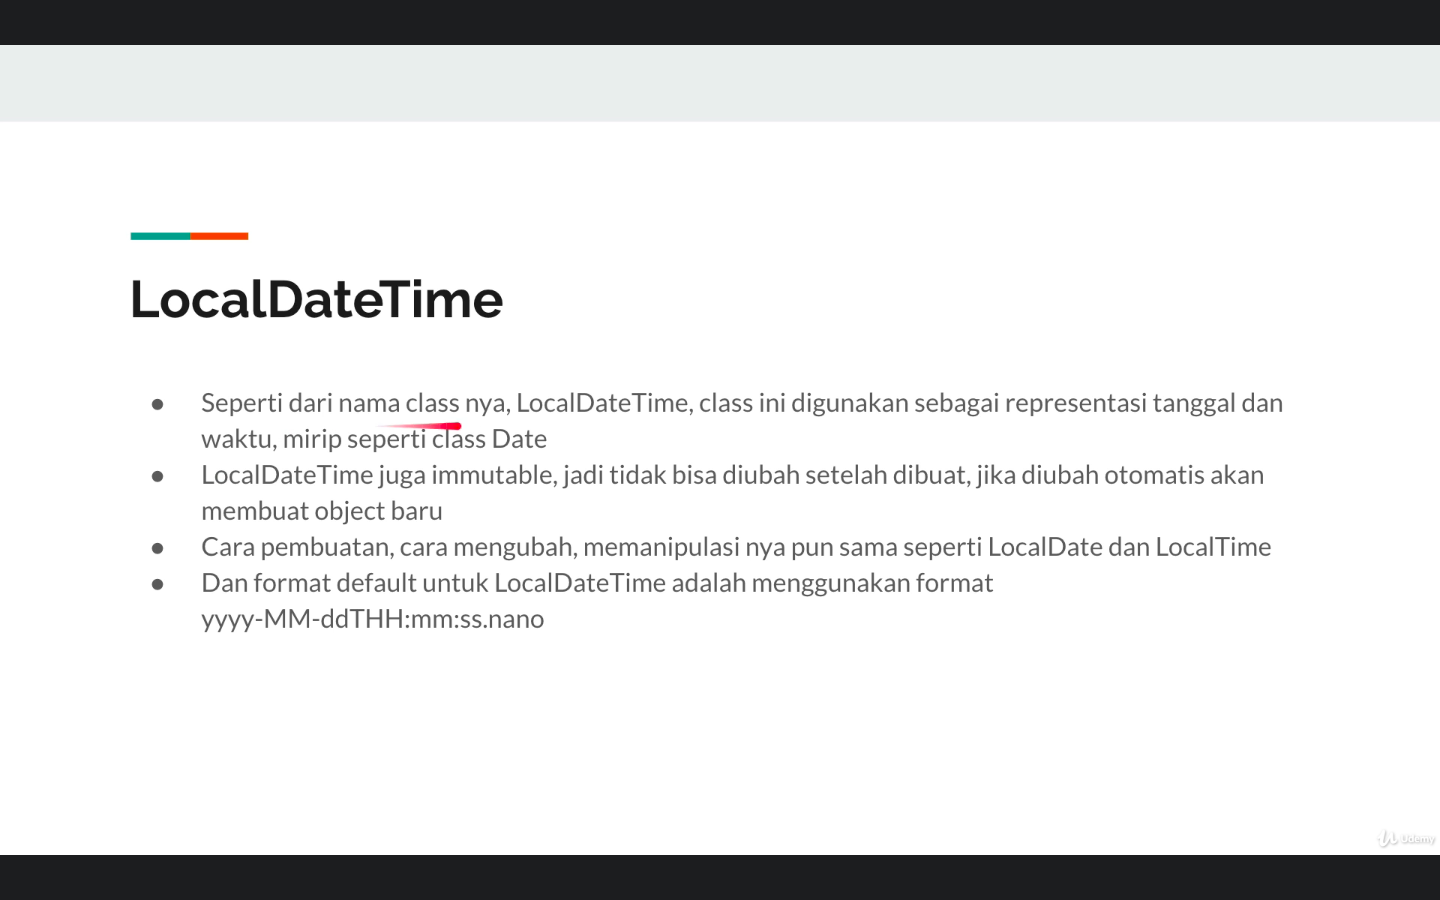 LocalDateTime
● Seperti dari nama class nya, LocalDateTime, class ini digunakan sebagai representasi tanggal dan
waktu, mirip seperti class Date
● LocalDateTime juga immutable, jadi tidak bisa diubah setelah dibuat, jika diubah otomatis akan
membuat object baru
● Cara pembuatan, cara mengubah, memanipulasi nya pun sama seperti LocalDate dan LocalTime
● Dan format default untuk LocalDateTime adalah menggunakan format
yyyy-MM-ddTHH:mm:ss.nano
Udemy